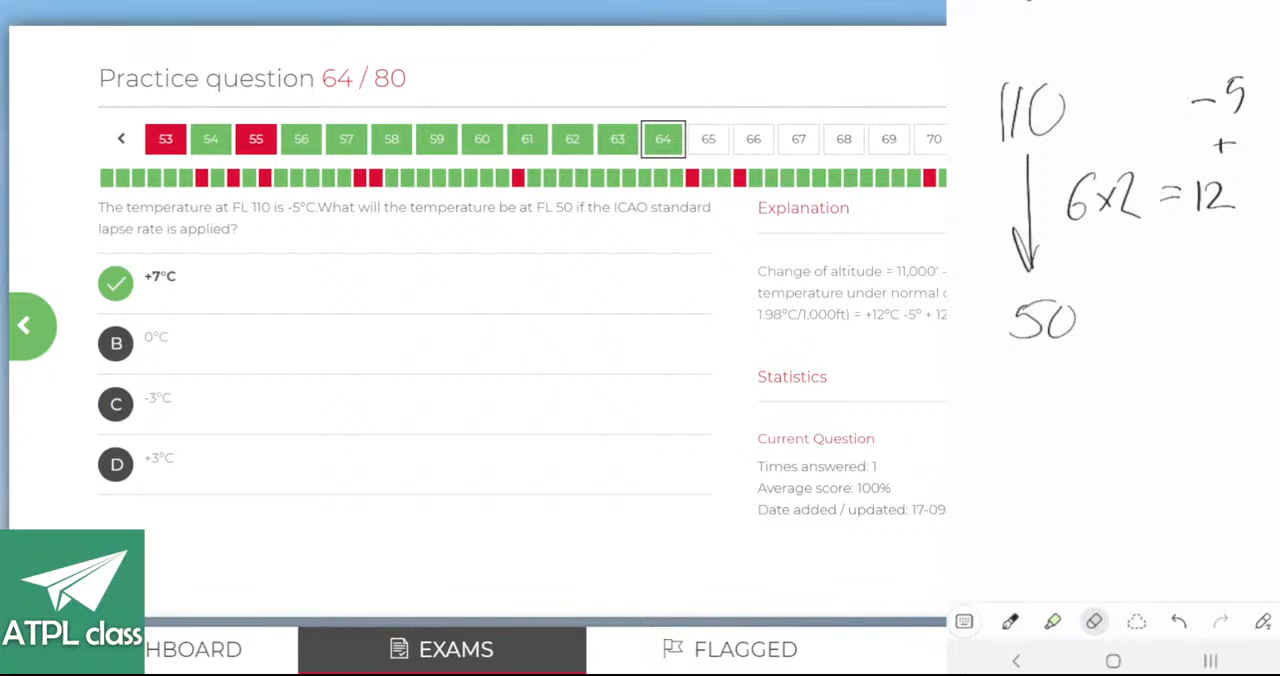 Practice question 64 / 80
53 54 55 56 57 58 59 60 61 62 63 64 65 66 67 68 69 70
The temperature at FL 110 is -5°C.What will the temperature be at FL 50 if the ICAO standard
lapse rate is applied?
+7°C
B 0°C
C -3°C
D +3°C
Explanation
Change of altitude = 11,000' -
temperature under normal c
1.98°C/1,000ft) = +12°C -5° + 12
Statistics
Current Question
Times answered: 1
Average score: 100%
Date added / updated: 17-09
110 -5
+
6x2 = 12
50
ATPL class
HBOARD
EXAMS
FLAGGED